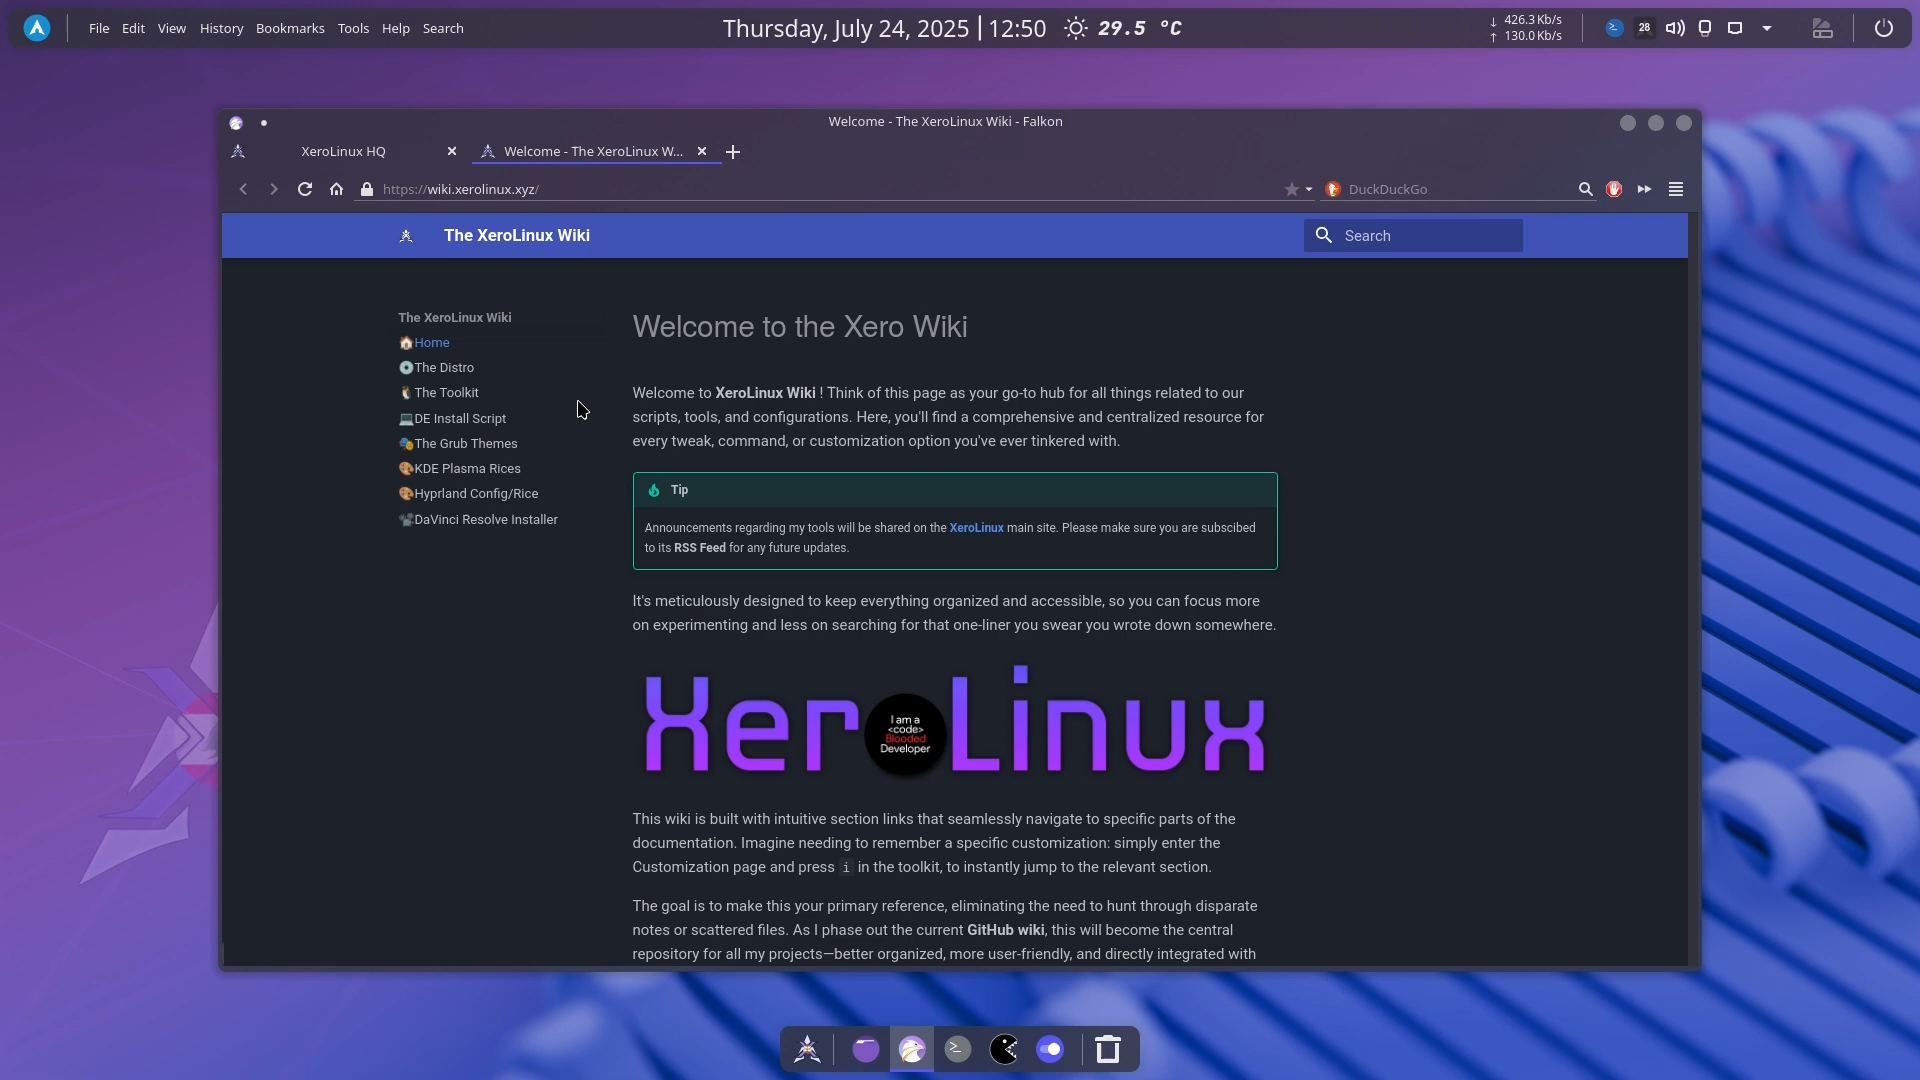 File Edit View History Bookmarks Tools Help Search
Thursday, July 24, 2025 | 12:50 29.5 °C
↓ 426.3 Kb/s
↑ 130.0 Kb/s
28
Welcome - The XeroLinux Wiki - Falkon
XeroLinux HQ
Welcome - The XeroLinux W...
https://wiki.xerolinux.xyz/
DuckDuckGo
The XeroLinux Wiki
Search
The XeroLinux Wiki
🏠Home
💿The Distro
🐧The Toolkit
💻DE Install Script
🎭The Grub Themes
🎨KDE Plasma Rices
🎨Hyprland Config/Rice
📽DaVinci Resolve Installer
Welcome to the Xero Wiki
Welcome to XeroLinux Wiki ! Think of this page as your go-to hub for all things related to our
scripts, tools, and configurations. Here, you'll find a comprehensive and centralized resource for
every tweak, command, or customization option you've ever tinkered with.
Tip
Announcements regarding my tools will be shared on the XeroLinux main site. Please make sure you are subscibed
to its RSS Feed for any future updates.
It's meticulously designed to keep everything organized and accessible, so you can focus more
on experimenting and less on searching for that one-liner you swear you wrote down somewhere.
XerLinux
I am a
<code>
Blooded
Developer
This wiki is built with intuitive section links that seamlessly navigate to specific parts of the
documentation. Imagine needing to remember a specific customization: simply enter the
Customization page and press i in the toolkit, to instantly jump to the relevant section.
The goal is to make this your primary reference, eliminating the need to hunt through disparate
notes or scattered files. As I phase out the current GitHub wiki, this will become the central
repository for all my projects—better organized, more user-friendly, and directly integrated with